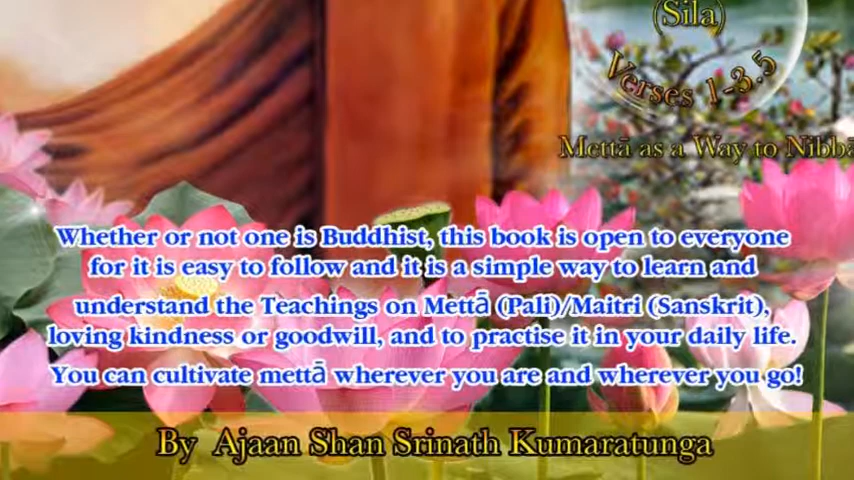 (Sila)
Verses 1-3.5
Mettā as a Way to
Whether or not one is Buddhist, this book is open to everyone
for it is easy to follow and it is a simple way to learn and
understand the Teachings on Mettā (Pali)/Maitri (Sanskrit),
loving kindness or goodwill, and to practise it in your daily life.
You can cultivate mettā wherever you are and wherever you go!
By Ajaan Shan Srinath Kumaratunga